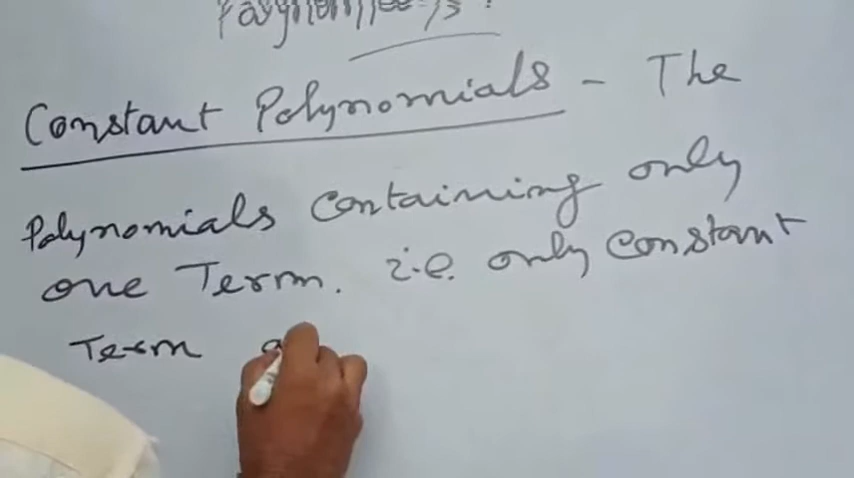 Constant Polynomials - The
Polynomials containing only
one Term. i.e. only constant
Term